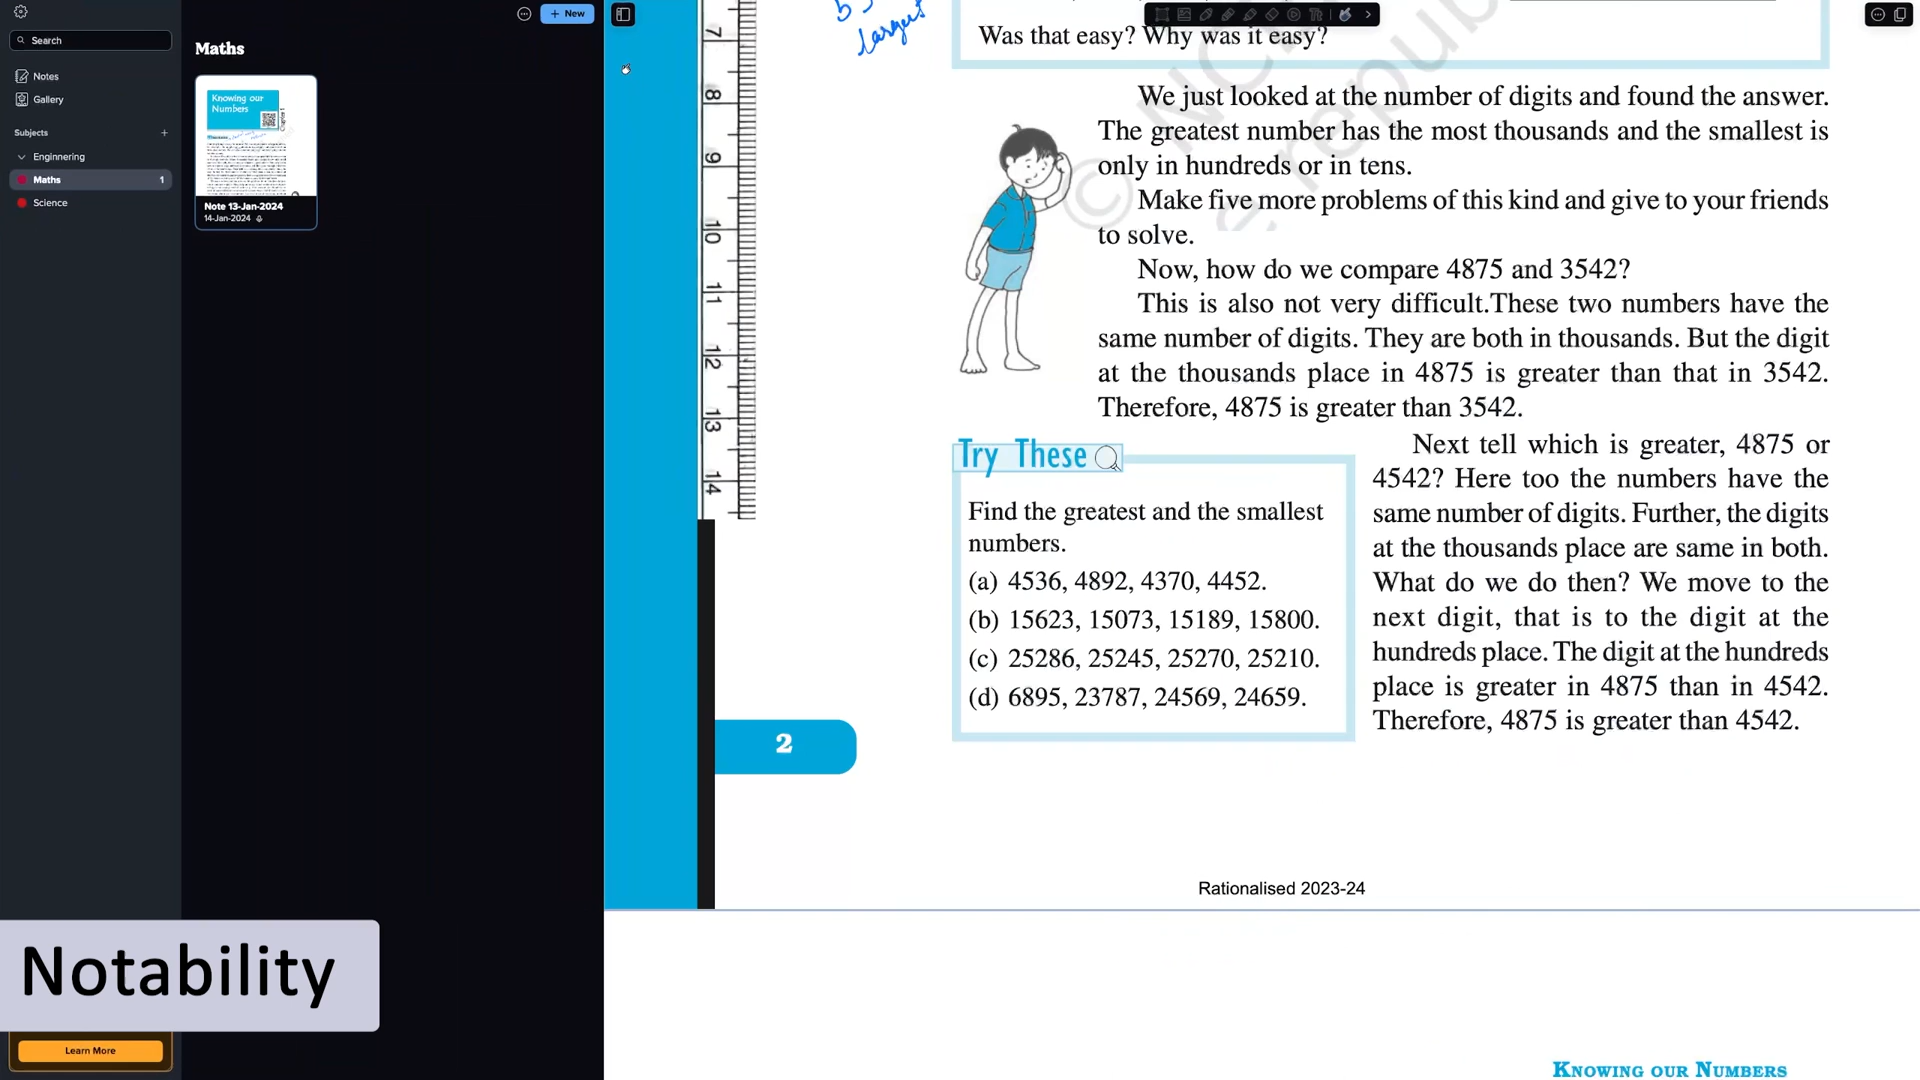 Search
Notes
Gallery
Subjects
Enginnering
Maths 1
Science
+ New
Maths
Knowing our
Numbers
Chapter 1
Note 13-Jan-2024
14-Jan-2024
Notability
Learn More
7
8
9
10
11
12
13
14
largest
Was that easy? Why was it easy?
We just looked at the number of digits and found the answer.
The greatest number has the most thousands and the smallest is
only in hundreds or in tens.
Make five more problems of this kind and give to your friends
to solve.
Now, how do we compare 4875 and 3542?
This is also not very difficult.These two numbers have the
same number of digits. They are both in thousands. But the digit
at the thousands place in 4875 is greater than that in 3542.
Therefore, 4875 is greater than 3542.
Try These
Find the greatest and the smallest
numbers.
(a) 4536, 4892, 4370, 4452.
(b) 15623, 15073, 15189, 15800.
(c) 25286, 25245, 25270, 25210.
(d) 6895, 23787, 24569, 24659.
Next tell which is greater, 4875 or
4542? Here too the numbers have the
same number of digits. Further, the digits
at the thousands place are same in both.
What do we do then? We move to the
next digit, that is to the digit at the
hundreds place. The digit at the hundreds
place is greater in 4875 than in 4542.
Therefore, 4875 is greater than 4542.
2
Rationalised 2023-24
KNOWING OUR NUMBERS